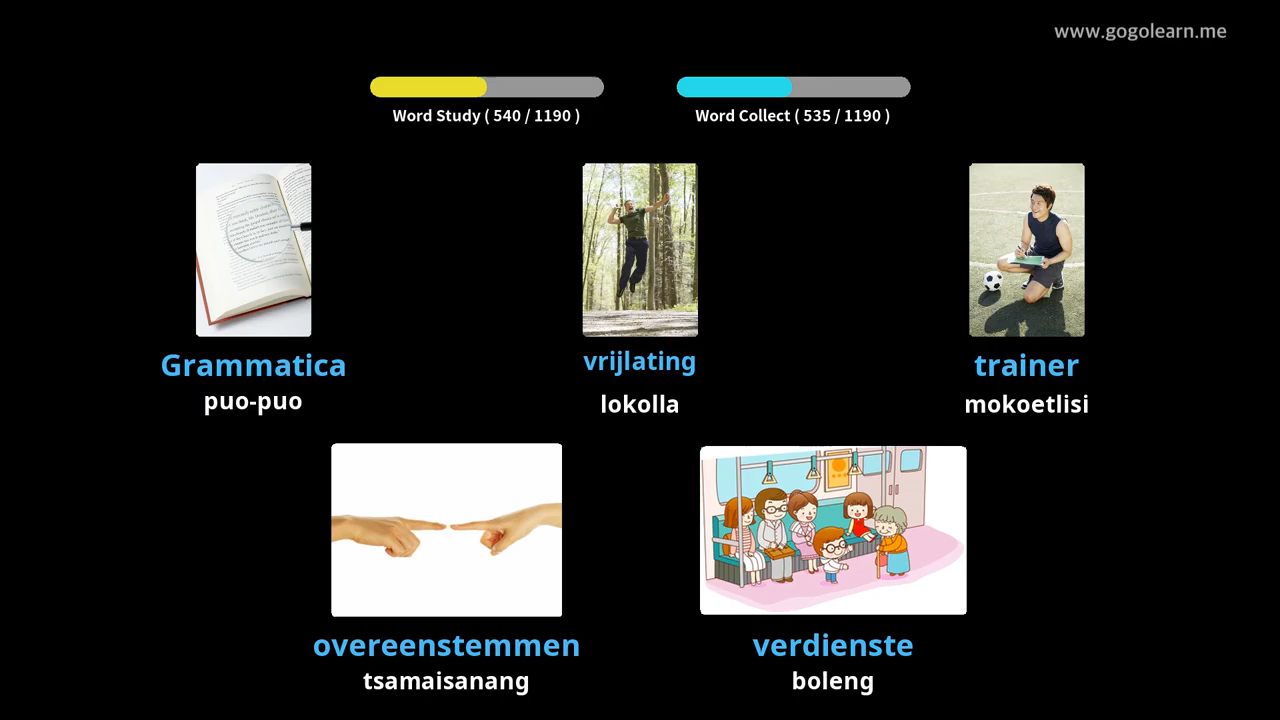 www.gogolearn.me
Word Study ( 540 / 1190 )
Word Collect ( 535 / 1190 )
Grammatica
puo-puo
vrijlating
lokolla
trainer
mokoetlisi
overeenstemmen
tsamaisanang
verdienste
boleng